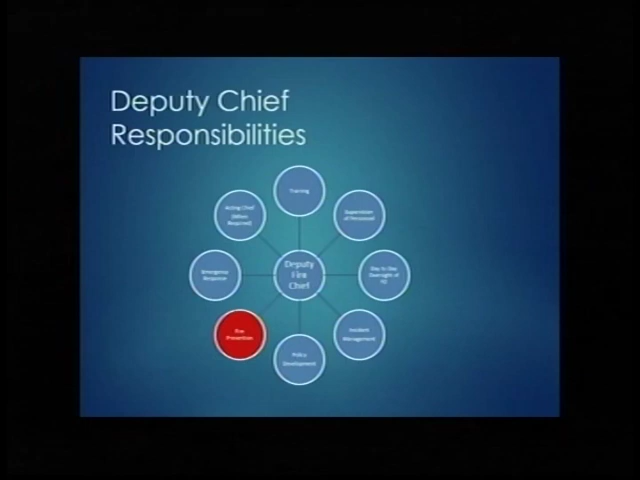 Deputy Chief
Responsibilities
Training
Acting Chief
(When
Required)
Supervision
of Personnel
Emergency
Response
Deputy
Fire
Chief
Day to Day
Oversight of
Fire
Prevention
Incident
Management
Policy
Development